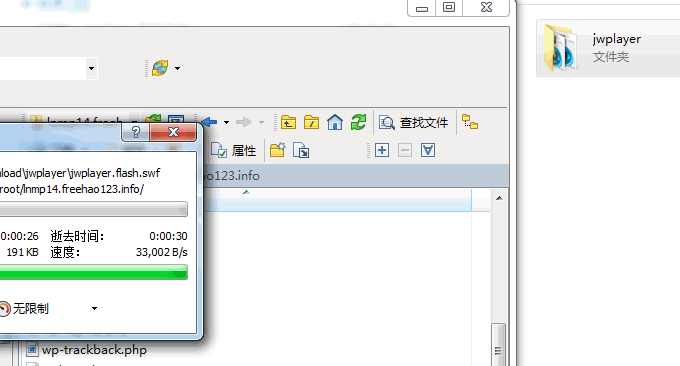 jwplayer
文件夹
lnmp14.freeh
查找文件
属性
ao123.info
nload\jwplayer\jwplayer.flash.swf
root/lnmp14.freehao123.info/
0:00:26 逝去时间: 0:00:30
191 KB 速度: 33,002 B/s
无限制
wp-trackback.php